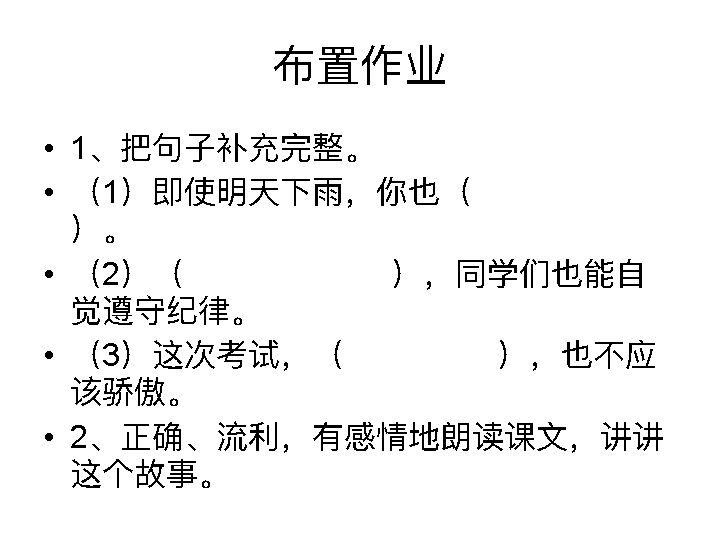 布置作业
• 1、把句子补充完整。
• （1）即使明天下雨，你也（
）。
• （2）（                    ），同学们也能自
觉遵守纪律。
• （3）这次考试，（               ），也不应
该骄傲。
• 2、正确、流利，有感情地朗读课文，讲讲
这个故事。